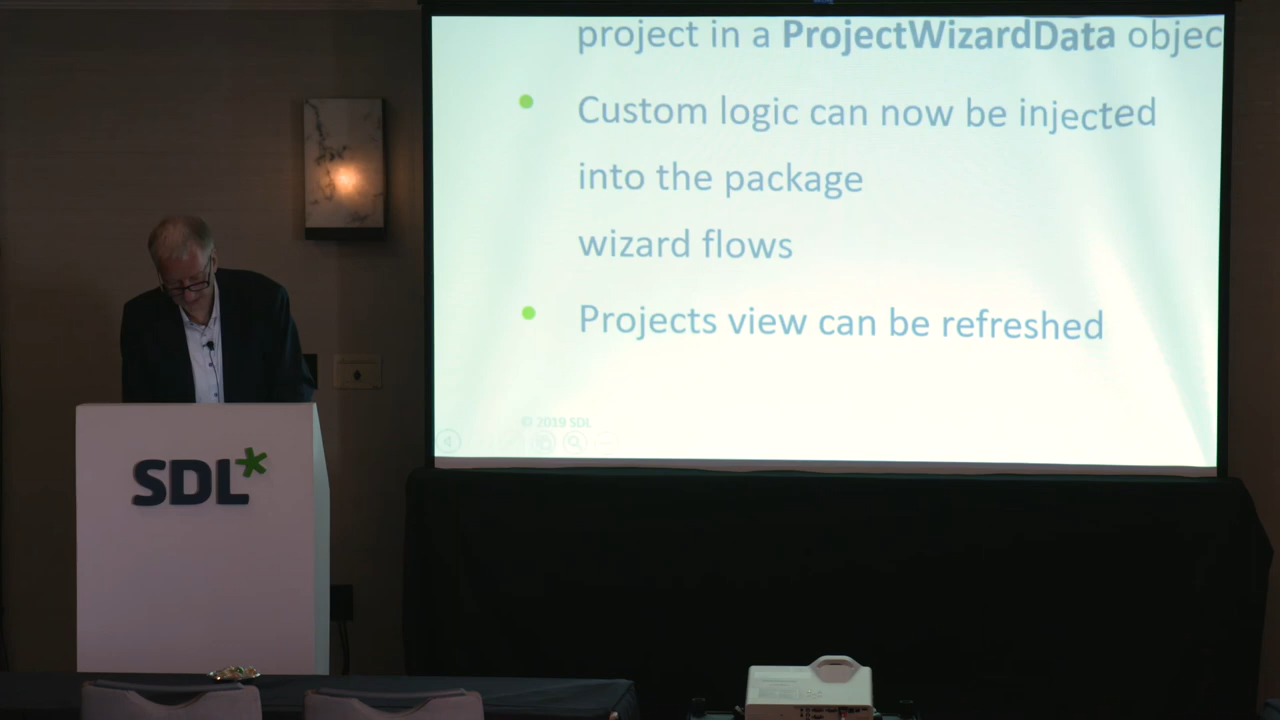 project in a ProjectWizardData objec
Custom logic can now be injected
into the package
wizard flows
Projects view can be refreshed
© 2019 SDL
SDL*